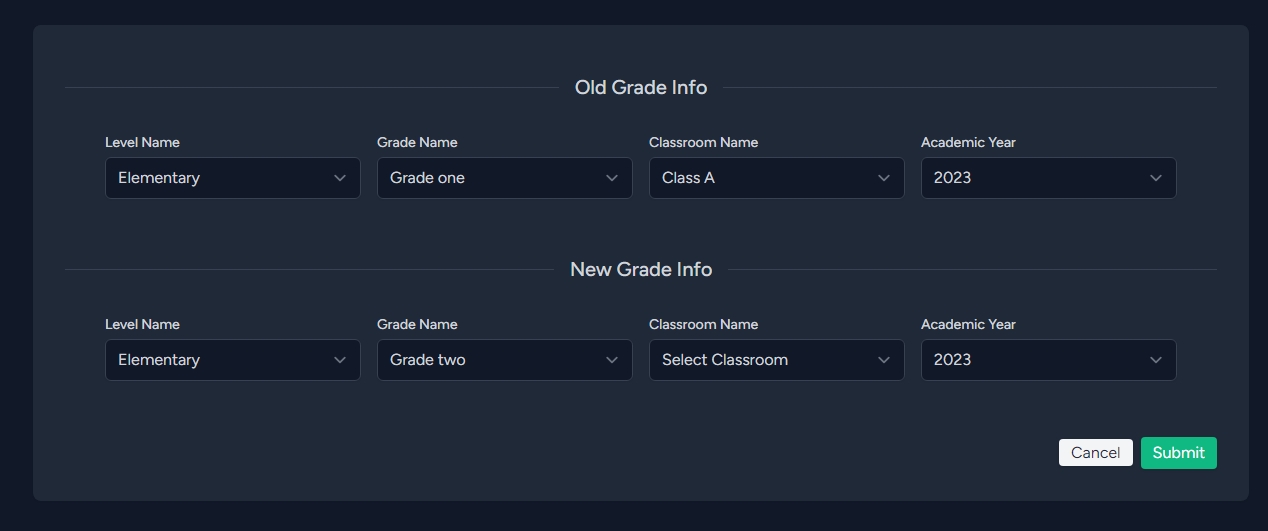 Old Grade Info
Level Name Grade Name Classroom Name Academic Year
Elementary Grade one Class A 2023
New Grade Info
Level Name Grade Name Classroom Name Academic Year
Elementary Grade two Select Classroom 2023
Cancel Submit